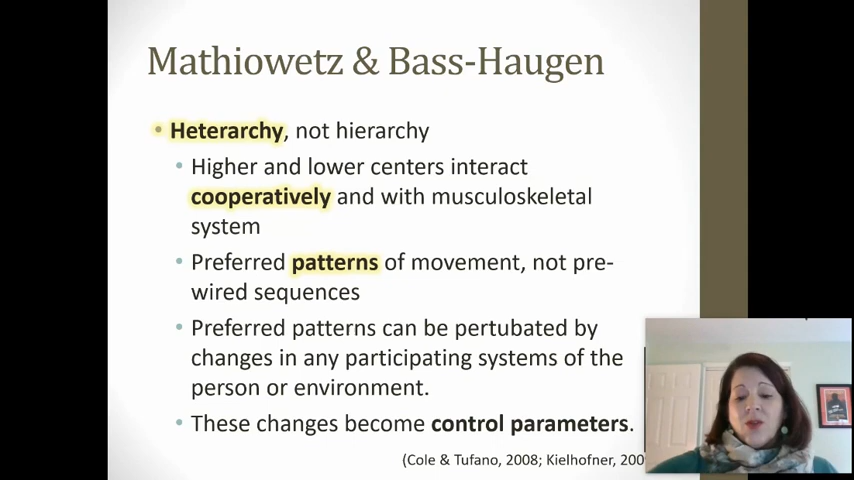 Mathiowetz & Bass-Haugen
• Heterarchy, not hierarchy
• Higher and lower centers interact
cooperatively and with musculoskeletal
system
• Preferred patterns of movement, not pre-
wired sequences
• Preferred patterns can be pertubated by
changes in any participating systems of the
person or environment.
• These changes become control parameters.
(Cole & Tufano, 2008; Kielhofner, 200